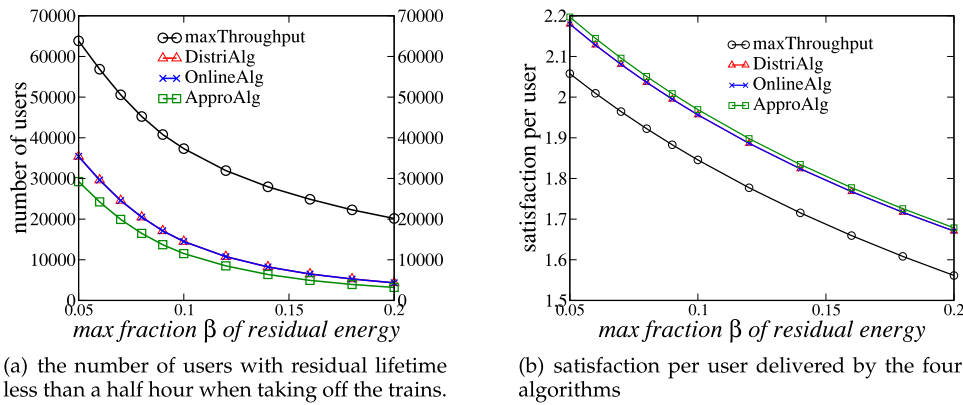 70000
60000
50000
40000
30000
20000
10000
0
70000
60000
50000
40000
30000
20000
10000
0
number of users
maxThroughput
DistriAlg
OnlineAlg
ApproAlg
0.05 0.1 0.15 0.2
max fraction β of residual energy
(a) the number of users with residual lifetime
less than a half hour when taking off the trains.
2.2
2.1
2
1.9
1.8
1.7
1.6
1.5
satisfaction per user
maxThroughput
DistriAlg
OnlineAlg
ApproAlg
0.05 0.1 0.15 0.2
max fraction β of residual energy
(b) satisfaction per user delivered by the four
algorithms